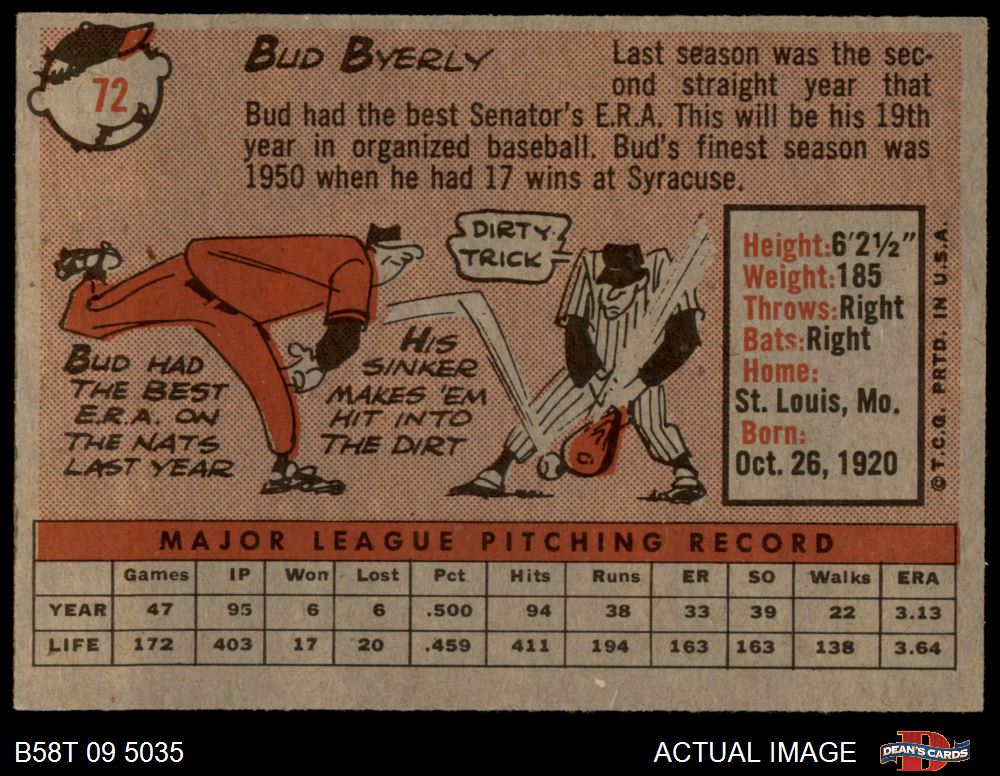 72
BUD BYERLY
Last season was the sec-
ond straight year that
Bud had the best Senator's E.R.A. This will be his 19th
year in organized baseball. Bud's finest season was
1950 when he had 17 wins at Syracuse.
DIRTY
TRICK
BUD HAD
THE BEST
E.R.A. ON
THE NATS
LAST YEAR
HIS
SINKER
MAKES 'EM
HIT INTO
THE DIRT
Height: 6'2½"
Weight: 185
Throws: Right
Bats: Right
Home:
St. Louis, Mo.
Born:
Oct. 26, 1920
© T.C.G. PRTD. IN U.S.A.
MAJOR LEAGUE PITCHING RECORD
Games IP Won Lost Pct Hits Runs ER SO Walks ERA
YEAR 47 95 6 6 .500 94 38 33 39 22 3.13
LIFE 172 403 17 20 .459 411 194 163 163 138 3.64
B58T 09 5035
ACTUAL IMAGE
DEAN'S CARDS